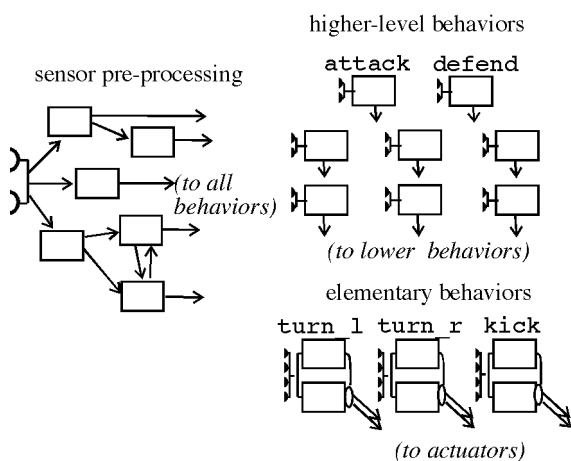 higher-level behaviors
attack defend
sensor pre-processing
(to all
behaviors)
(to lower behaviors)
elementary behaviors
turn_l turn_r kick
(to actuators)